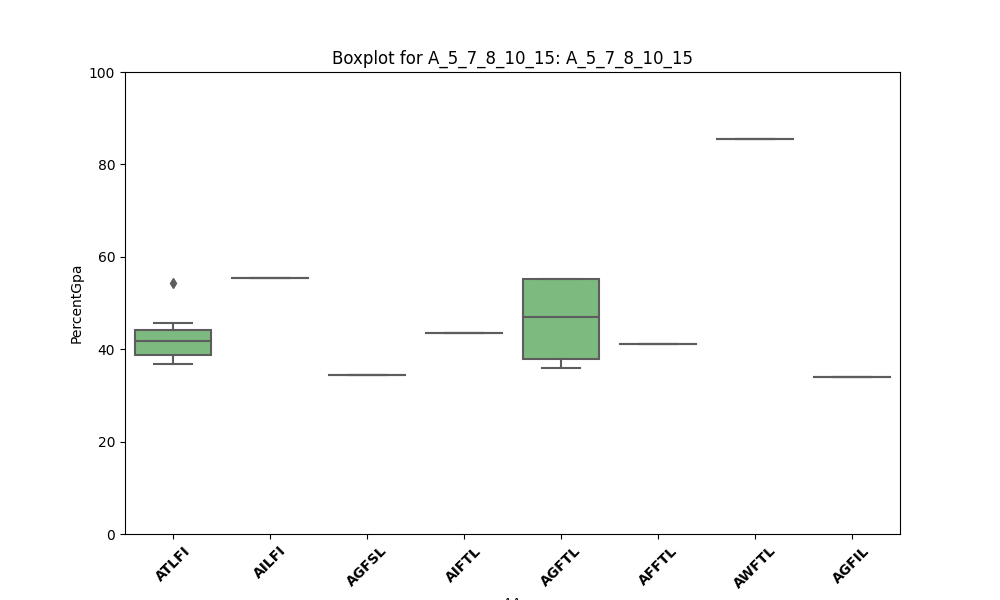 Boxplot for A_5_7_8_10_15: A_5_7_8_10_15
100
80
60
40
20
0
PercentGpa
ATLFI AILFI AGFSL AIFTL AGFTL AFFTL AWFTL AGFIL